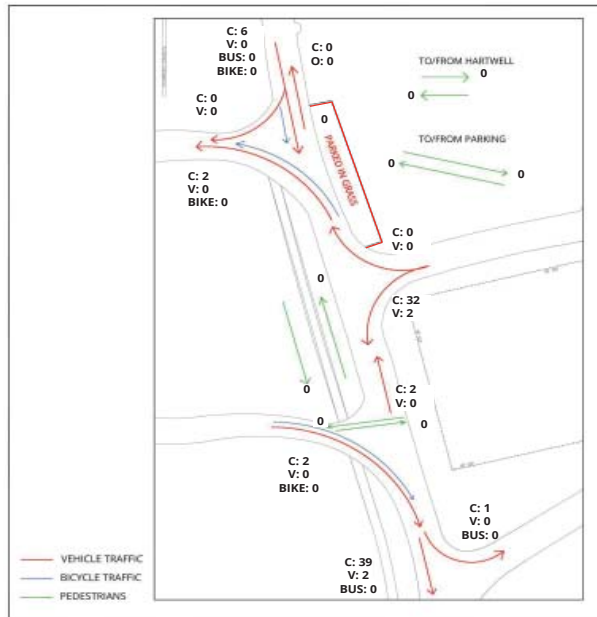 C: 6
V: 0
BUS: 0
BIKE: 0
C: 0
O: 0
TO/FROM HARTWELL
0
0
C: 0
V: 0
0
PARKED IN GRASS
TO/FROM PARKING
0
0
C: 2
V: 0
BIKE: 0
C: 0
V: 0
0
C: 32
V: 2
0
C: 2
V: 0
0
0
C: 2
V: 0
BIKE: 0
C: 1
V: 0
BUS: 0
C: 39
V: 2
BUS: 0
VEHICLE TRAFFIC
BICYCLE TRAFFIC
PEDESTRIANS